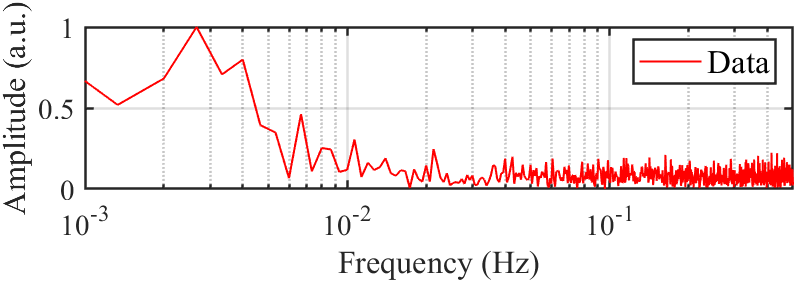 Amplitude (a.u.)
1
0.5
0
10^-3
10^-2
10^-1
Frequency (Hz)
Data